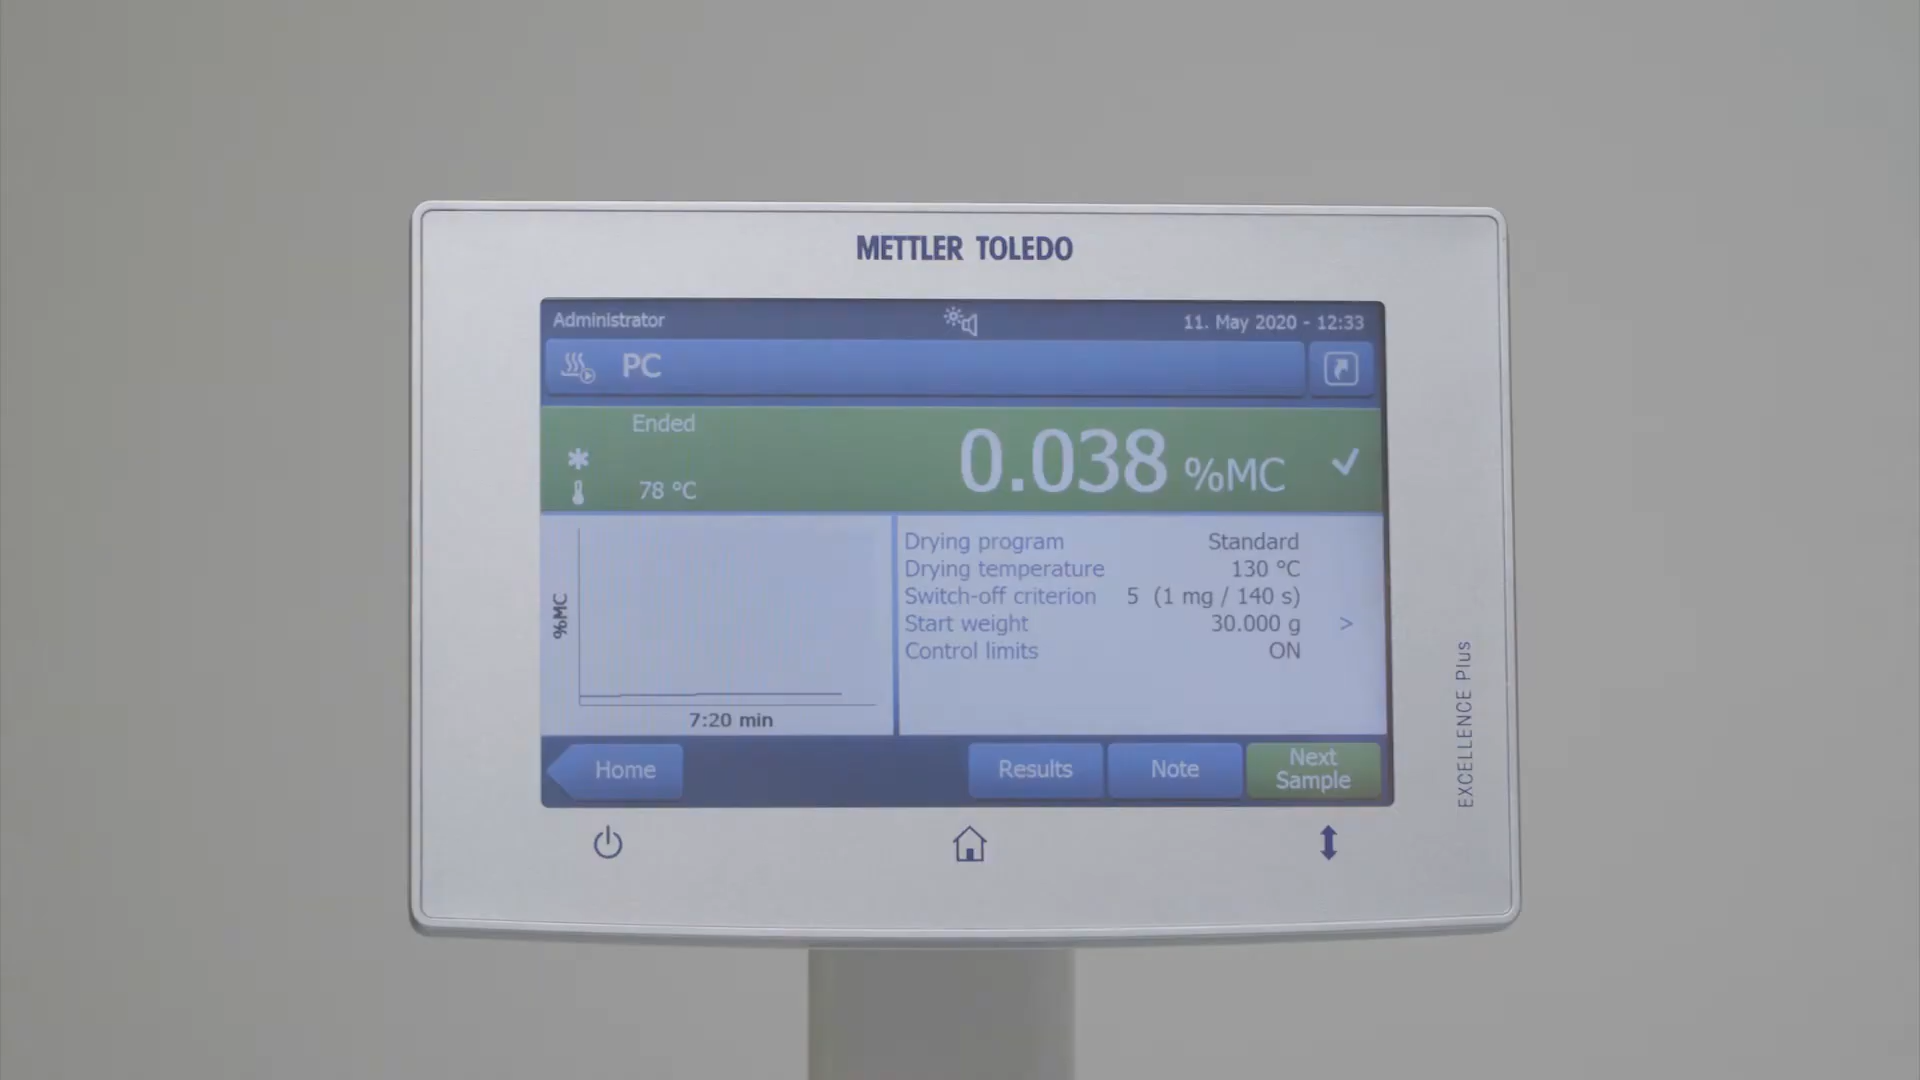 METTLER TOLEDO
Administrator 11. May 2020 - 12:33
PC
Ended
78 °C
0.038 %MC
%MC
7:20 min
Drying program Standard
Drying temperature 130 °C
Switch-off criterion 5 (1 mg / 140 s)
Start weight 30.000 g >
Control limits ON
Home
Results
Note
Next
Sample
EXCELLENCE Plus